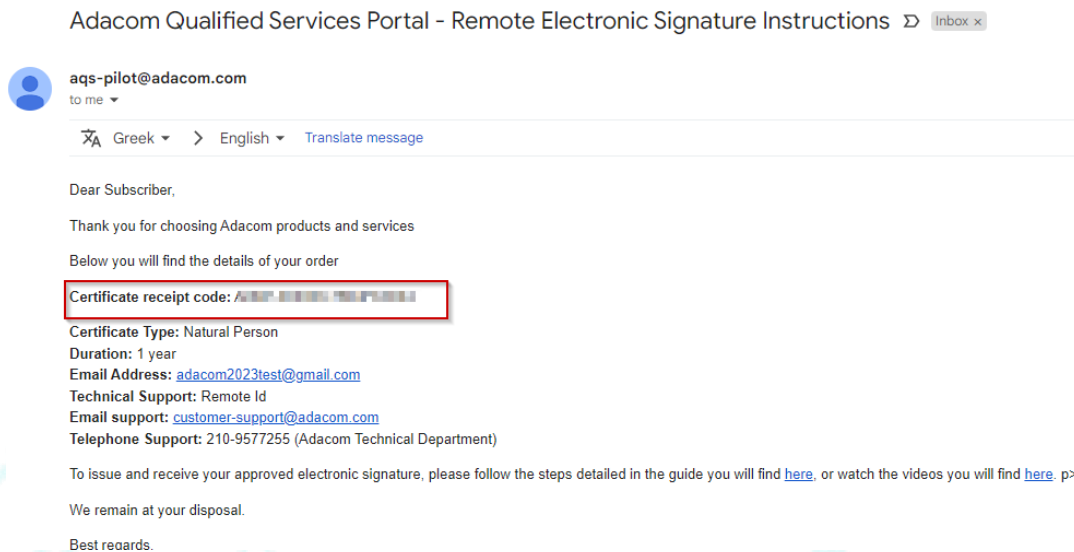 Adacom Qualified Services Portal - Remote Electronic Signature Instructions Inbox ×
aqs-pilot@adacom.com
to me
Greek > English Translate message
Dear Subscriber,
Thank you for choosing Adacom products and services
Below you will find the details of your order
Certificate receipt code:
Certificate Type: Natural Person
Duration: 1 year
Email Address: adacom2023test@gmail.com
Technical Support: Remote Id
Email support: customer-support@adacom.com
Telephone Support: 210-9577255 (Adacom Technical Department)
To issue and receive your approved electronic signature, please follow the steps detailed in the guide you will find here, or watch the videos you will find here. p>
We remain at your disposal.
Best regards,